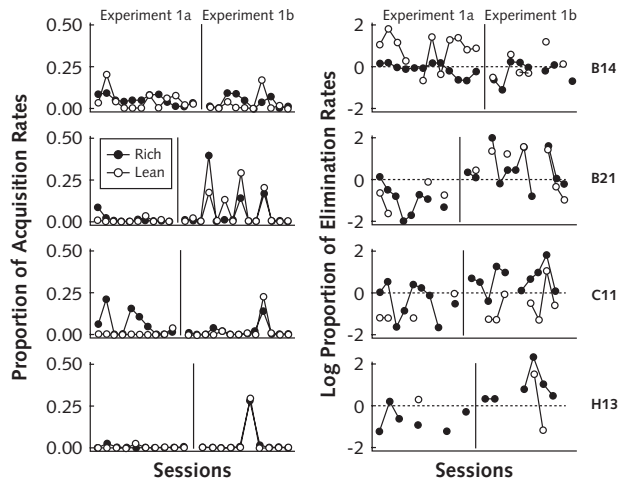 Experiment 1a Experiment 1b
0.50
0.25
0.00
0.50
0.25
0.00
Rich
Lean
0.50
0.25
0.00
0.50
0.25
0.00
Proportion of Acquisition Rates
Sessions
Experiment 1a Experiment 1b
2
0
-2
B14
2
0
-2
B21
2
0
-2
C11
2
0
-2
H13
Log Proportion of Elimination Rates
Sessions